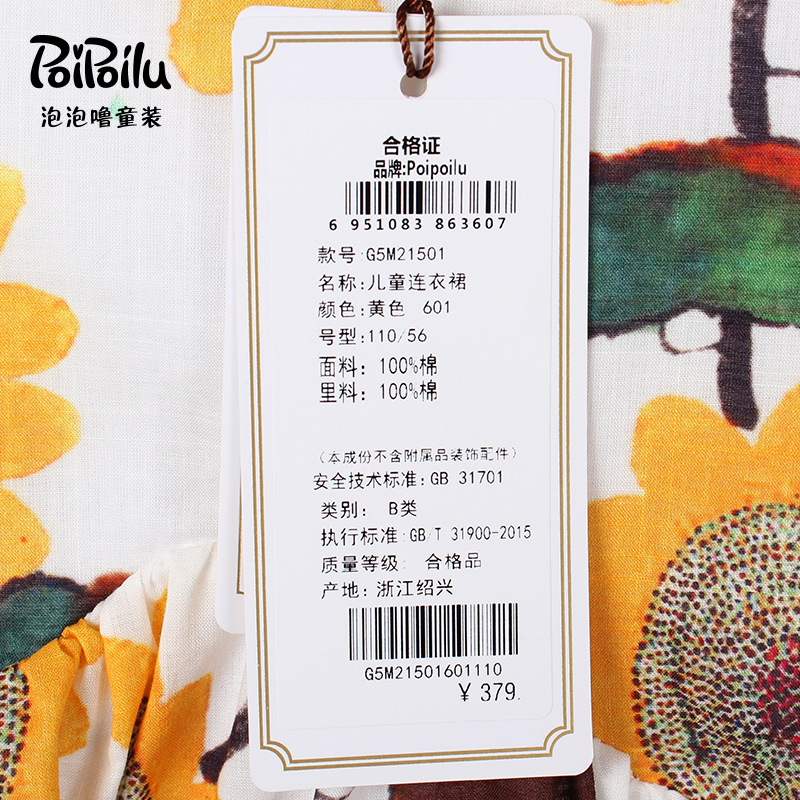 PoiPoilu
泡泡噜童装
合格证
品牌:Poipoilu
6 951083 863607
款号:G5M21501
名称:儿童连衣裙
颜色:黄色 601
号型:110/56
面料：100%棉
里料：100%棉
（本成份不含附属品装饰配件）
安全技术标准:GB 31701
类别： B类
执行标准:GB/T 31900-2015
质量等级： 合格品
产地：浙江绍兴
G5M21501601110
¥ 379.